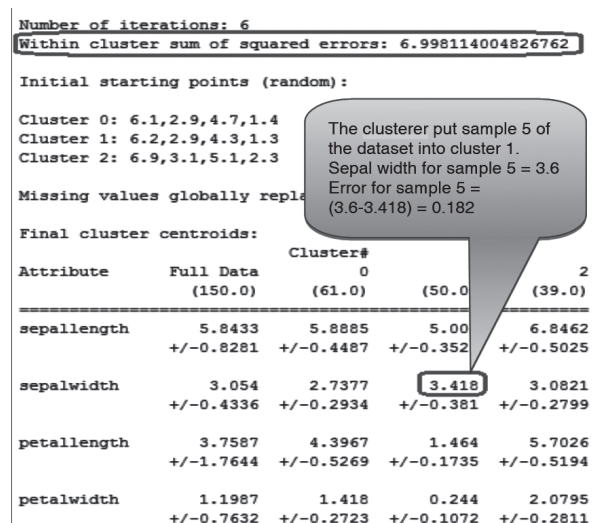 Number of iterations: 6
Within cluster sum of squared errors: 6.998114004826762
Initial starting points (random):
Cluster 0: 6.1,2.9,4.7,1.4
Cluster 1: 6.2,2.9,4.3,1.3
Cluster 2: 6.9,3.1,5.1,2.3
The clusterer put sample 5 of
the dataset into cluster 1.
Sepal width for sample 5 = 3.6
Error for sample 5 =
(3.6-3.418) = 0.182
Missing values globally repla
Final cluster centroids:
Cluster#
Attribute Full Data 0 2
(150.0) (61.0) (50.0 (39.0)
sepallength 5.8433 5.8885 5.00 6.8462
+/-0.8281 +/-0.4487 +/-0.352 +/-0.5025
sepalwidth 3.054 2.7377 3.418 3.0821
+/-0.4336 +/-0.2934 +/-0.381 +/-0.2799
petallength 3.7587 4.3967 1.464 5.7026
+/-1.7644 +/-0.5269 +/-0.1735 +/-0.5194
petalwidth 1.1987 1.418 0.244 2.0795
+/-0.7632 +/-0.2723 +/-0.1072 +/-0.2811